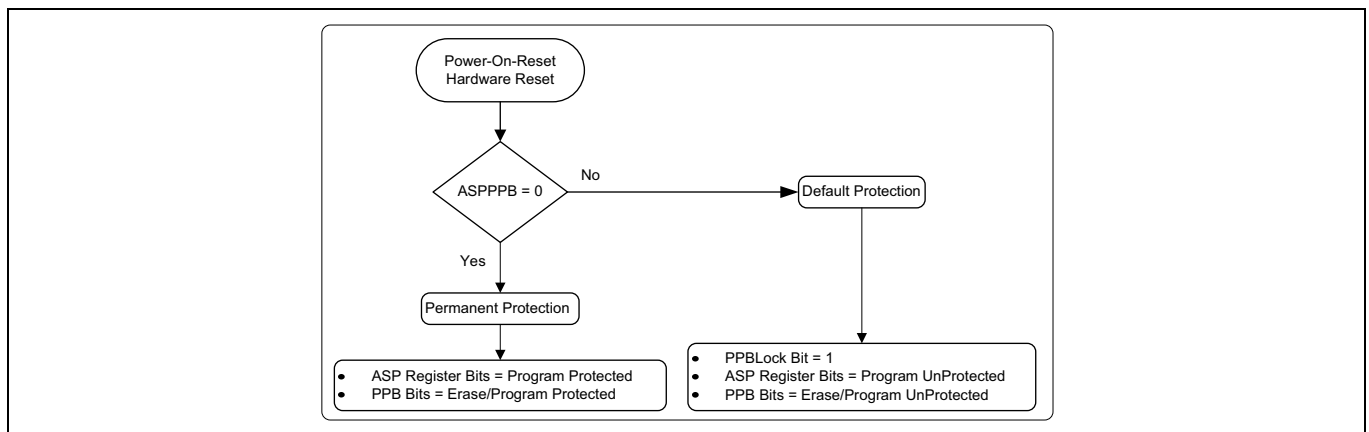 Power-On-Reset
Hardware Reset
ASPPPB = 0
No
Default Protection
Yes
Permanent Protection
• ASP Register Bits = Program Protected
• PPB Bits = Erase/Program Protected
• PPBLock Bit = 1
• ASP Register Bits = Program UnProtected
• PPB Bits = Erase/Program UnProtected